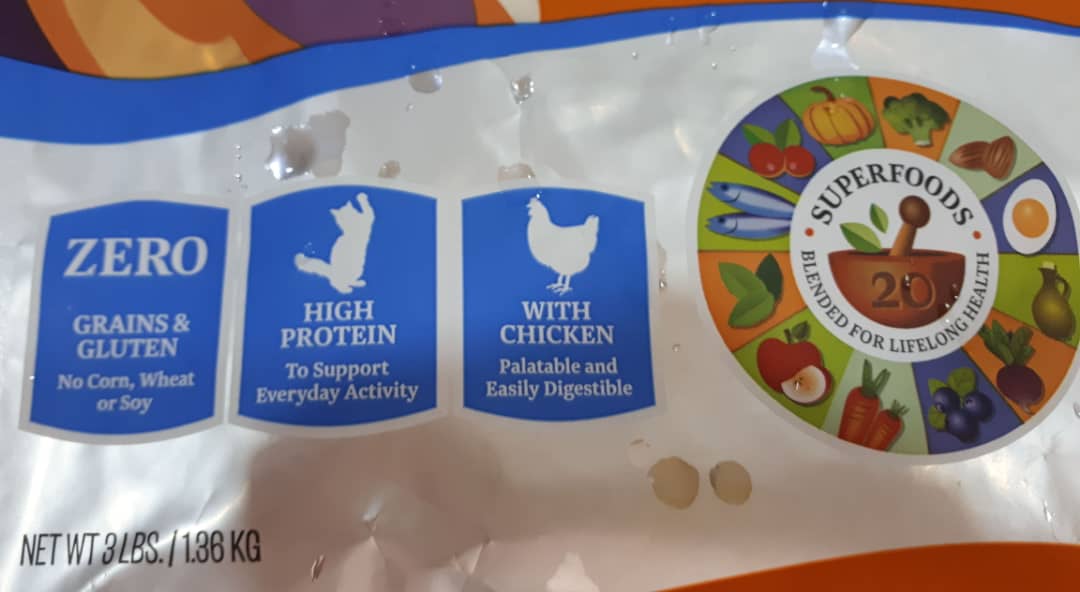 ZERO
GRAINS &
GLUTEN
No Corn, Wheat
or Soy
HIGH
PROTEIN
To Support
Everyday Activity
WITH
CHICKEN
Palatable and
Easily Digestible
SUPERFOODS
20
BLENDED FOR LIFELONG HEALTH
NET WT 3 LBS. / 1.36 KG